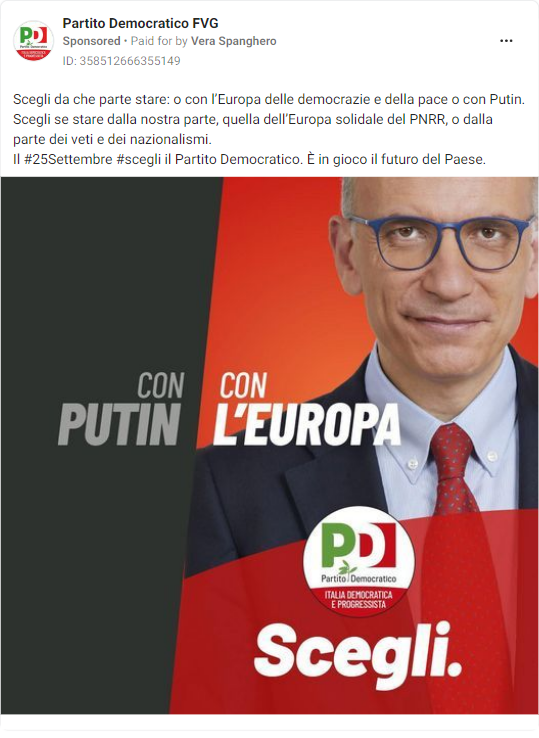 Partito Democratico FVG
Sponsored • Paid for by Vera Spanghero
ID: 358512666355149
Scegli da che parte stare: o con l’Europa delle democrazie e della pace o con Putin.
Scegli se stare dalla nostra parte, quella dell’Europa solidale del PNRR, o dalla
parte dei veti e dei nazionalismi.
Il #25Settembre #scegli il Partito Democratico. È in gioco il futuro del Paese.
CON
PUTIN
CON
L’EUROPA
PD
Partito Democratico
ITALIA DEMOCRATICA
E PROGRESSISTA
Scegli.